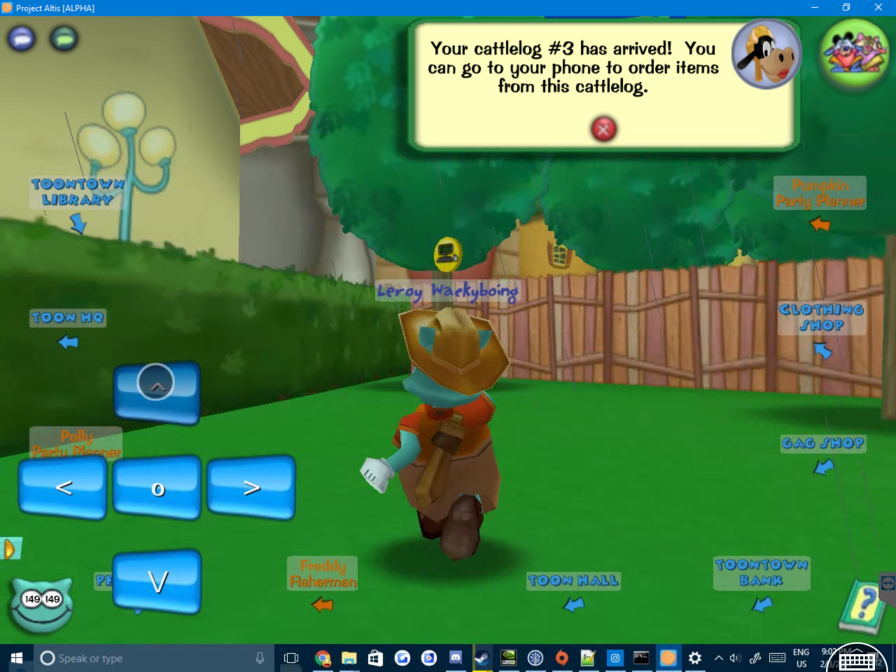 Project Altis [ALPHA]
Your cattlelog #3 has arrived! You
can go to your phone to order items
from this cattlelog.
TOONTOWN
LIBRARY
Pumpkin
Party Planner
Leroy Wackyboing
TOON HQ
CLOTHING
SHOP
Polly
Party Planner
GAG SHOP
<
o
>
V
Freddy
Fisherman
TOON HALL
TOONTOWN
BANK
149 149
?
Speak or type
ENG
US